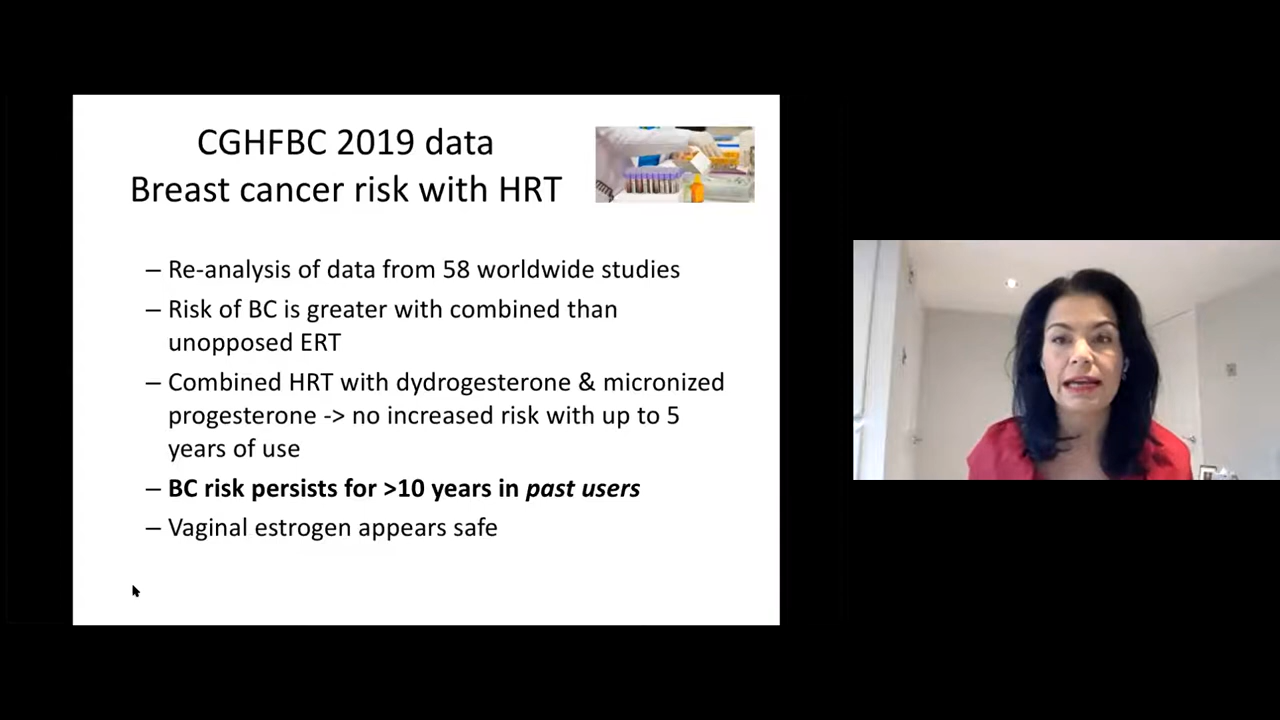 CGHFBC 2019 data
Breast cancer risk with HRT
– Re-analysis of data from 58 worldwide studies
– Risk of BC is greater with combined than
unopposed ERT
– Combined HRT with dydrogesterone & micronized
progesterone -> no increased risk with up to 5
years of use
– BC risk persists for >10 years in past users
– Vaginal estrogen appears safe